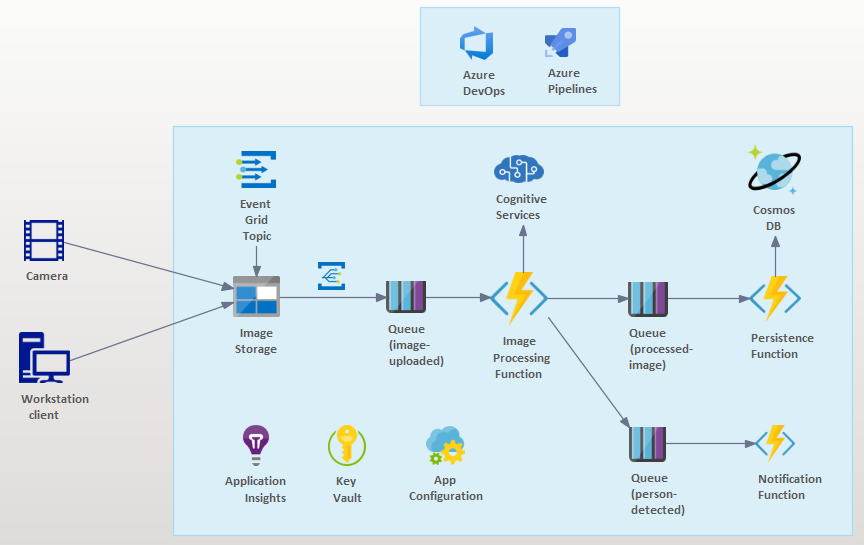 Azure
DevOps
Azure
Pipelines
Event
Grid
Topic
Cognitive
Services
Cosmos
DB
Camera
Image
Storage
Queue
(image-
uploaded)
Image
Processing
Function
Queue
(processed-
image)
Persistence
Function
Workstation
client
Application
Insights
Key
Vault
App
Configuration
Queue
(person-
detected)
Notification
Function